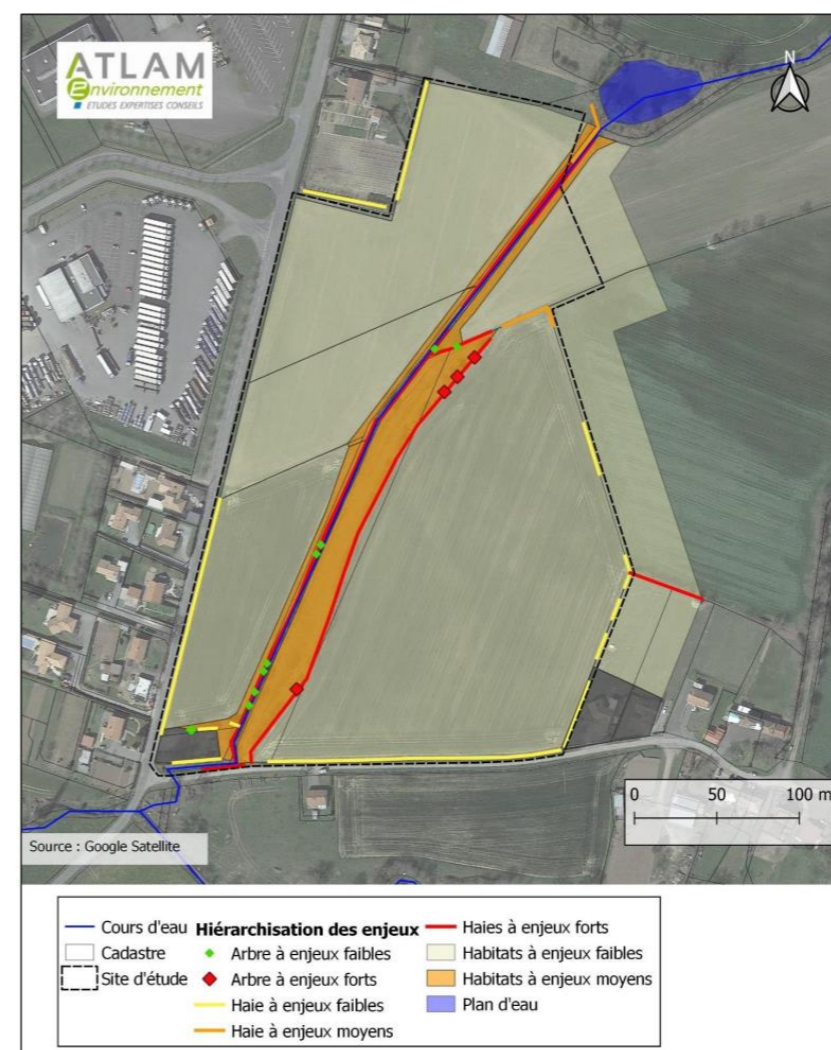 ATLAM
Environnement
ETUDES EXPERTISES CONSEILS
N
0 50 100 m
Source : Google Satellite
Cours d'eau
Cadastre
Site d'étude
Hiérarchisation des enjeux
Arbre à enjeux faibles
Arbre à enjeux forts
Haie à enjeux faibles
Haie à enjeux moyens
Haies à enjeux forts
Habitats à enjeux faibles
Habitats à enjeux moyens
Plan d'eau